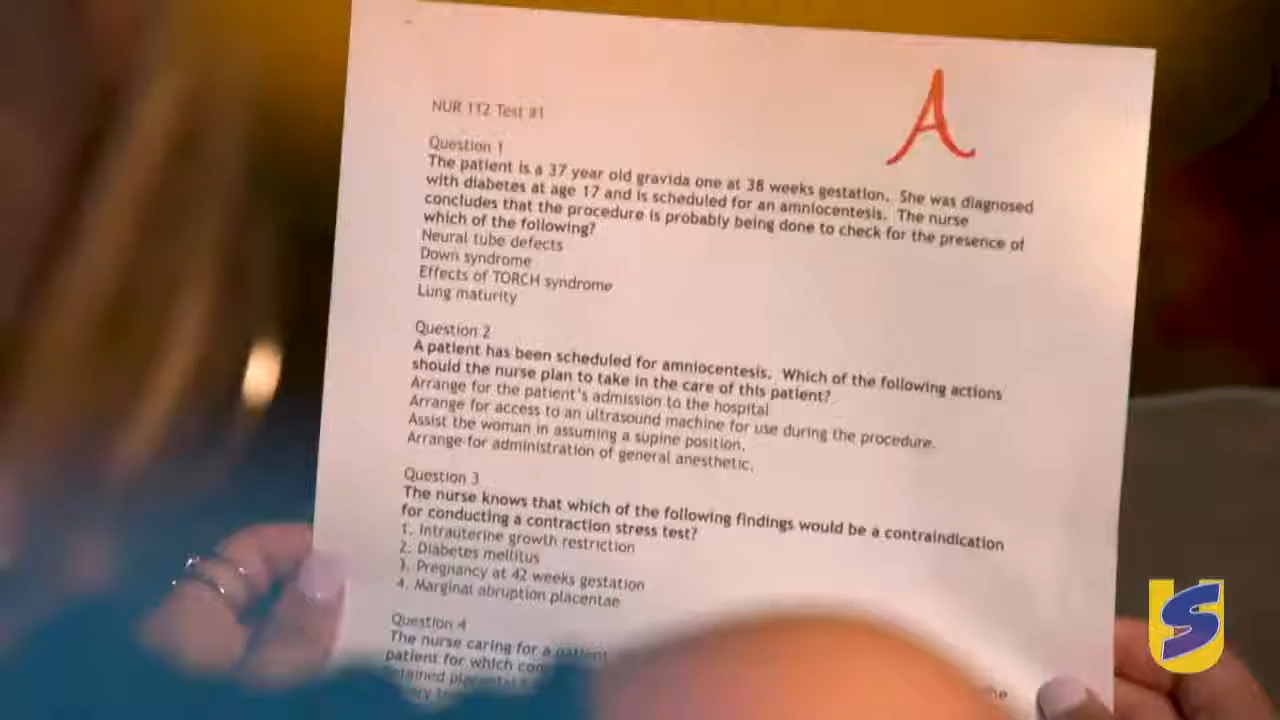 A
NUR 112 Test #1
Question 1
The patient is a 37 year old gravida one at 38 weeks gestation. She was diagnosed
with diabetes at age 17 and is scheduled for an amniocentesis. The nurse
concludes that the procedure is probably being done to check for the presence of
which of the following?
Neural tube defects
Down syndrome
Effects of TORCH syndrome
Lung maturity
Question 2
A patient has been scheduled for amniocentesis. Which of the following actions
should the nurse plan to take in the care of this patient?
Arrange for the patient's admission to the hospital
Arrange for access to an ultrasound machine for use during the procedure.
Assist the woman in assuming a supine position.
Arrange for administration of general anesthetic.
Question 3
The nurse knows that which of the following findings would be a contraindication
for conducting a contraction stress test?
1. Intrauterine growth restriction
2. Diabetes mellitus
3. Pregnancy at 42 weeks gestation
4. Marginal abruption placentae
Question 4
The nurse caring for a patient
patient for which
US